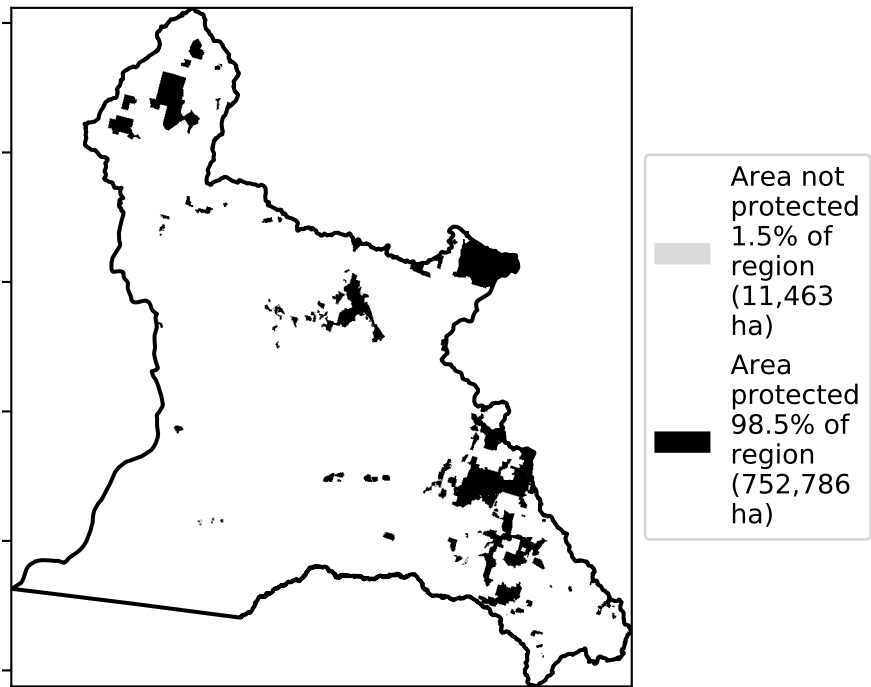 Area not
protected
1.5% of
region
(11,463
ha)
Area
protected
98.5% of
region
(752,786
ha)